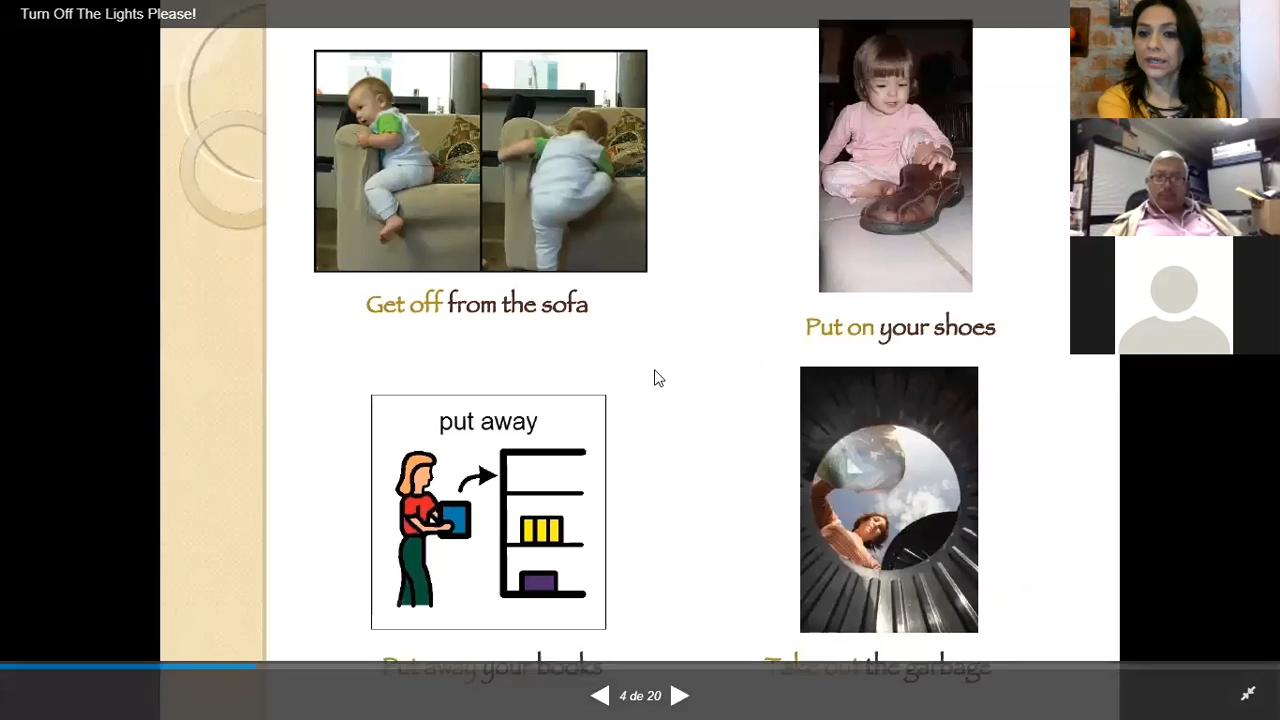 Turn Off The Lights Please!
Get off from the sofa
Put on your shoes
put away
Put away your books
Take out the garbage
4 de 20